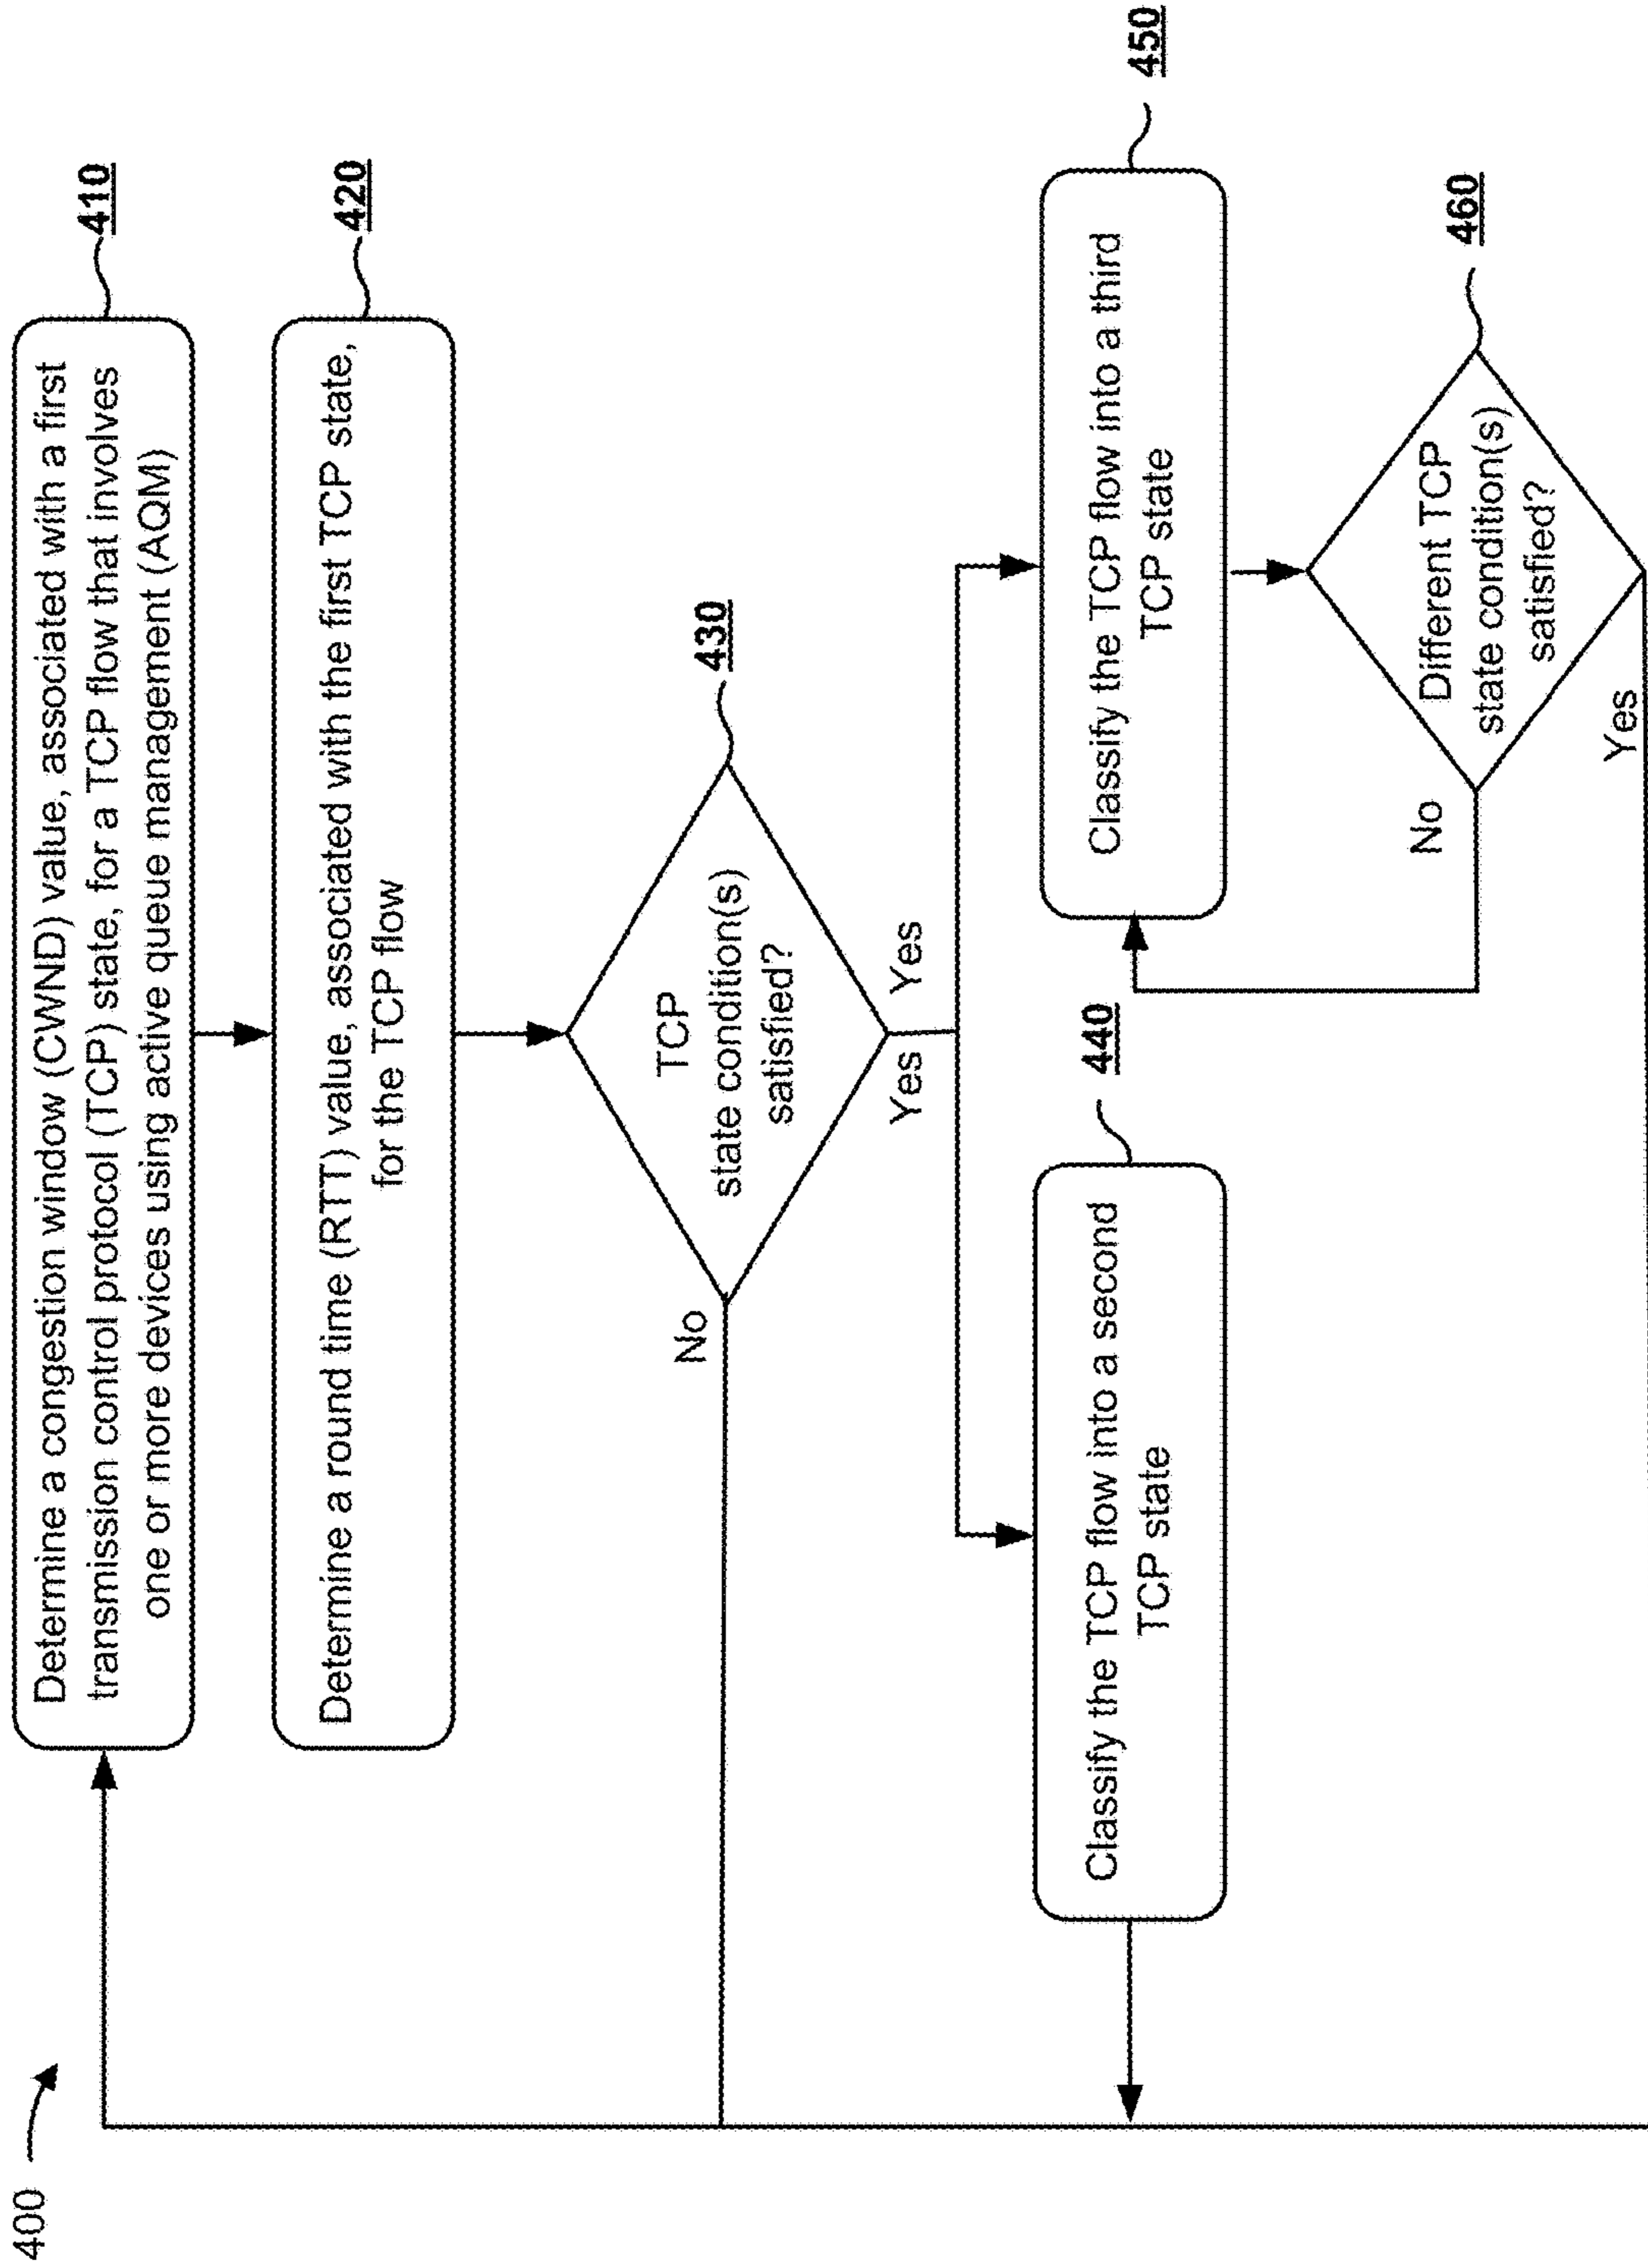 400
Determine a congestion window (CWND) value, associated with a first
transmission control protocol (TCP) state, for a TCP flow that involves
one or more devices using active queue management (AQM)
410
Determine a round time (RTT) value, associated with the first TCP state,
for the TCP flow
420
TCP
state condition(s)
satisfied?
430
No
Yes
Yes
Classify the TCP flow into a second
TCP state
440
Classify the TCP flow into a third
TCP state
450
Different TCP
state condition(s)
satisfied?
460
No
Yes